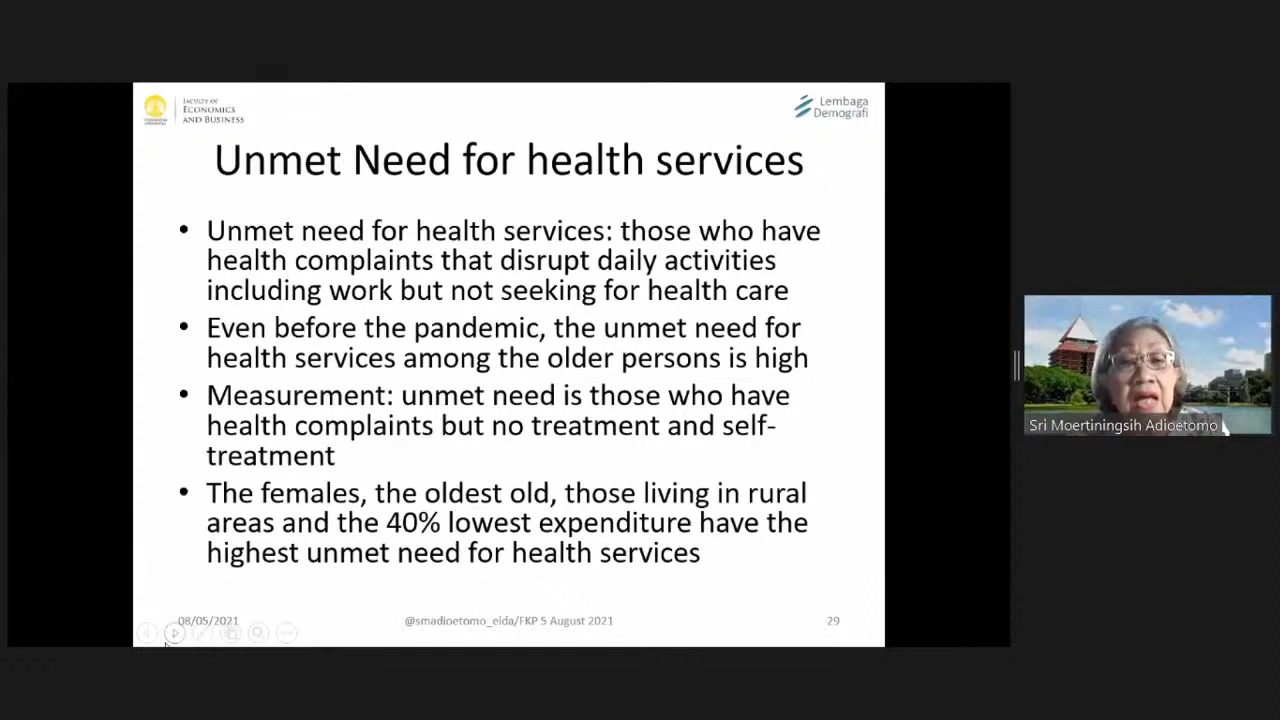 FACULTY OF
ECONOMICS
AND BUSINESS
Lembaga
Demografi
Unmet Need for health services
• Unmet need for health services: those who have
health complaints that disrupt daily activities
including work but not seeking for health care
• Even before the pandemic, the unmet need for
health services among the older persons is high
• Measurement: unmet need is those who have
health complaints but no treatment and self-
treatment
• The females, the oldest old, those living in rural
areas and the 40% lowest expenditure have the
highest unmet need for health services
Sri Moertiningsih Adioetomo
08/05/2021
@smadioetomo_elda/FKP 5 August 2021
29